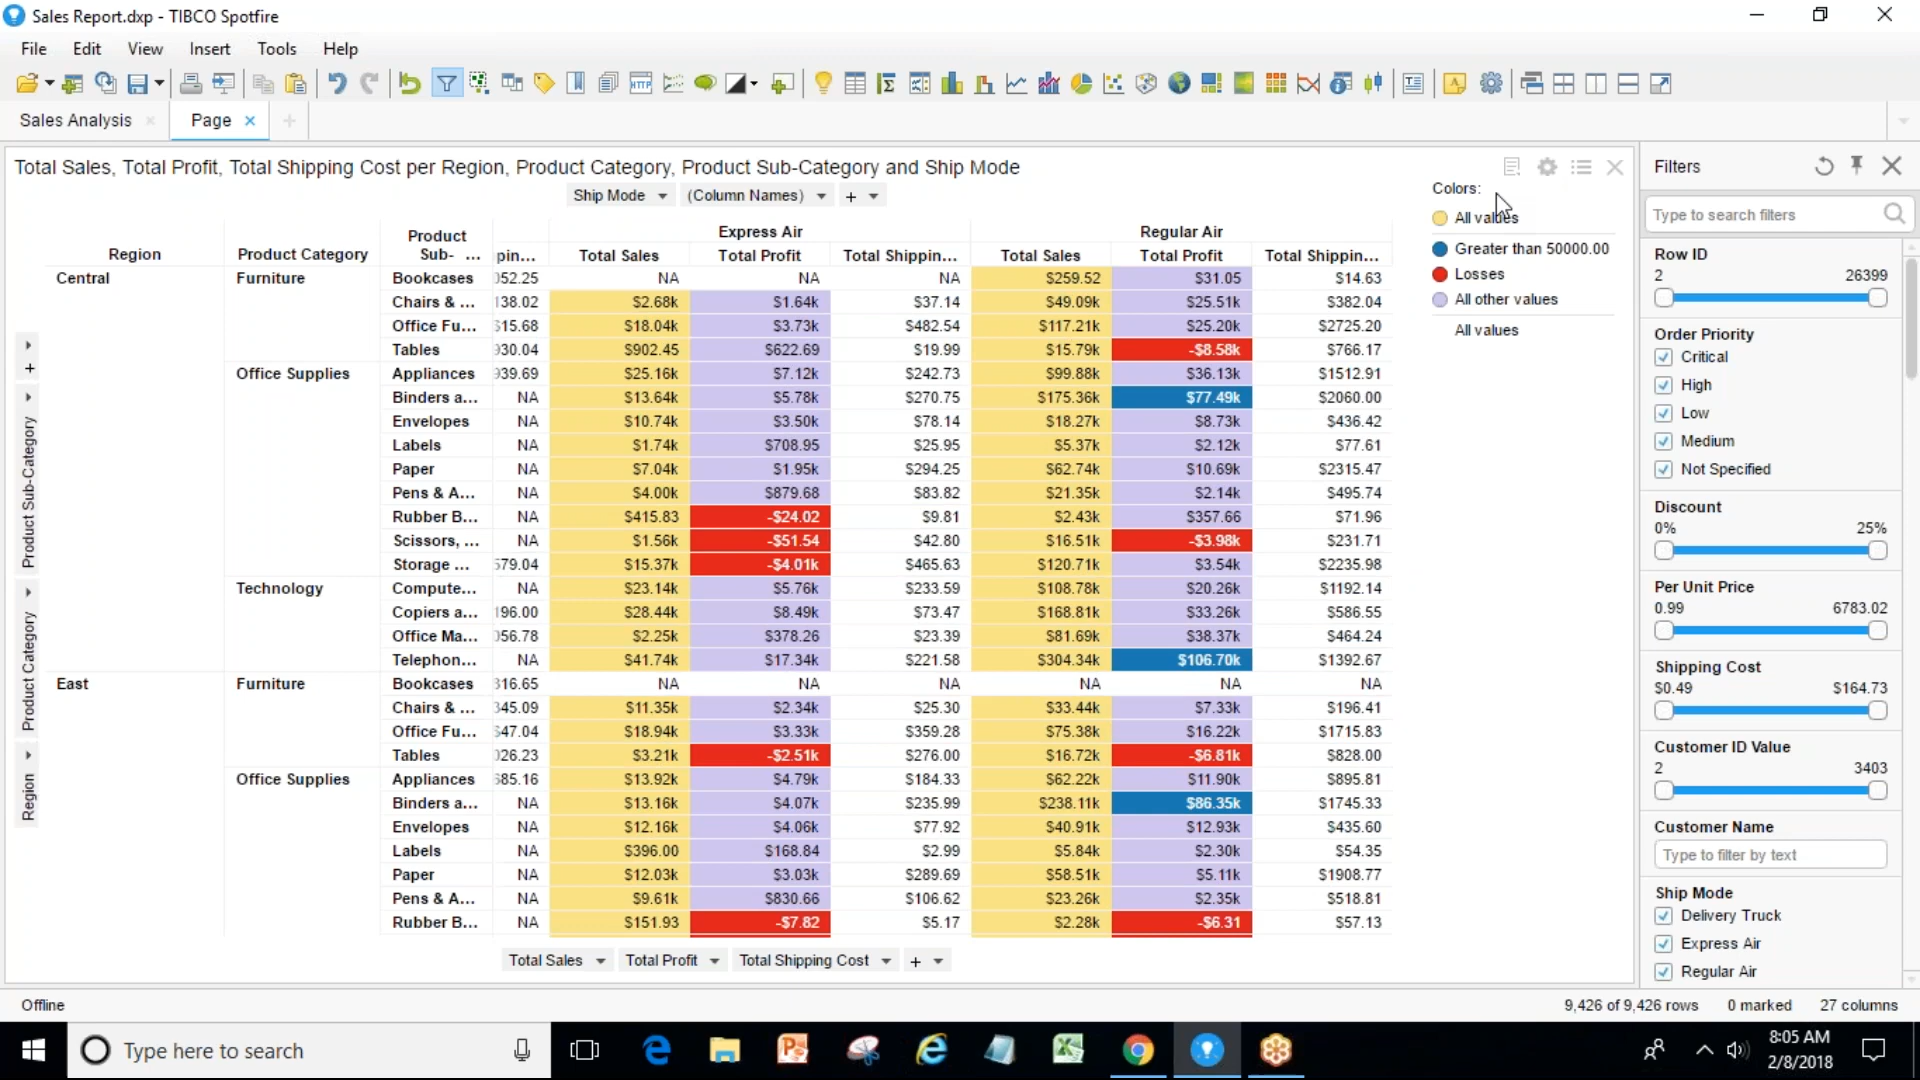 Sales Report.dxp - TIBCO Spotfire
File Edit View Insert Tools Help
Sales Analysis Page
Total Sales, Total Profit, Total Shipping Cost per Region, Product Category, Product Sub-Category and Ship Mode
Ship Mode (Column Names) +
Express Air Regular Air
Region Product Category Product Sub- ... pin... Total Sales Total Profit Total Shippin... Total Sales Total Profit Total Shippin...
Central Furniture Bookcases 052.25 NA NA NA $259.52 $31.05 $14.63
Chairs & ... 138.02 $2.68k $1.64k $37.14 $49.09k $25.51k $382.04
Office Fu... 615.68 $18.04k $3.73k $482.54 $117.21k $25.20k $2725.20
Tables 930.04 $902.45 $622.69 $19.99 $15.79k -$8.58k $766.17
Office Supplies Appliances 939.69 $25.16k $7.12k $242.73 $99.88k $36.13k $1512.91
Binders a... NA $13.64k $5.78k $270.75 $175.36k $77.49k $2060.00
Envelopes NA $10.74k $3.50k $78.14 $18.27k $8.73k $436.42
Labels NA $1.74k $708.95 $25.95 $5.37k $2.12k $77.61
Paper NA $7.04k $1.95k $294.25 $62.74k $10.69k $2315.47
Pens & A... NA $4.00k $879.68 $83.82 $21.35k $2.14k $495.74
Rubber B... NA $415.83 -$24.02 $9.81 $2.43k $357.66 $71.96
Scissors, ... NA $1.56k -$51.54 $42.80 $16.51k -$3.98k $231.71
Storage ... 579.04 $15.37k -$4.01k $465.63 $120.71k $3.54k $2235.98
Technology Compute... NA $23.14k $5.76k $233.59 $108.78k $20.26k $1192.14
Copiers a... 196.00 $28.44k $8.49k $73.47 $168.81k $33.26k $586.55
Office Ma... 056.78 $2.25k $378.26 $23.39 $81.69k $38.37k $464.24
Telephon... NA $41.74k $17.34k $221.58 $304.34k $106.70k $1392.67
East Furniture Bookcases 316.65 NA NA NA NA NA NA
Chairs & ... 345.09 $11.35k $2.34k $25.30 $33.44k $7.33k $196.41
Office Fu... 647.04 $18.94k $3.33k $359.28 $75.38k $16.22k $1715.83
Tables 026.23 $3.21k -$2.51k $276.00 $16.72k -$6.81k $828.00
Office Supplies Appliances 685.16 $13.92k $4.79k $184.33 $62.22k $11.90k $895.81
Binders a... NA $13.16k $4.07k $235.99 $238.11k $86.35k $1745.33
Envelopes NA $12.16k $4.06k $77.92 $40.91k $12.93k $435.60
Labels NA $396.00 $168.84 $2.99 $5.84k $2.30k $54.35
Paper NA $12.03k $3.03k $289.69 $58.51k $5.11k $1908.77
Pens & A... NA $9.61k $830.66 $106.62 $23.26k $2.35k $518.81
Rubber B... NA $151.93 -$7.82 $5.17 $2.28k -$6.31 $57.13
Total Sales Total Profit Total Shipping Cost +
+
Product Sub-Category
Product Category
Region
Colors:
All values
Greater than 50000.00
Losses
All other values
All values
Filters
Type to search filters
Row ID
2 26399
Order Priority
Critical
High
Low
Medium
Not Specified
Discount
0% 25%
Per Unit Price
0.99 6783.02
Shipping Cost
$0.49 $164.73
Customer ID Value
2 3403
Customer Name
Type to filter by text
Ship Mode
Delivery Truck
Express Air
Regular Air
Offline 9,426 of 9,426 rows 0 marked 27 columns
Type here to search
8:05 AM
2/8/2018